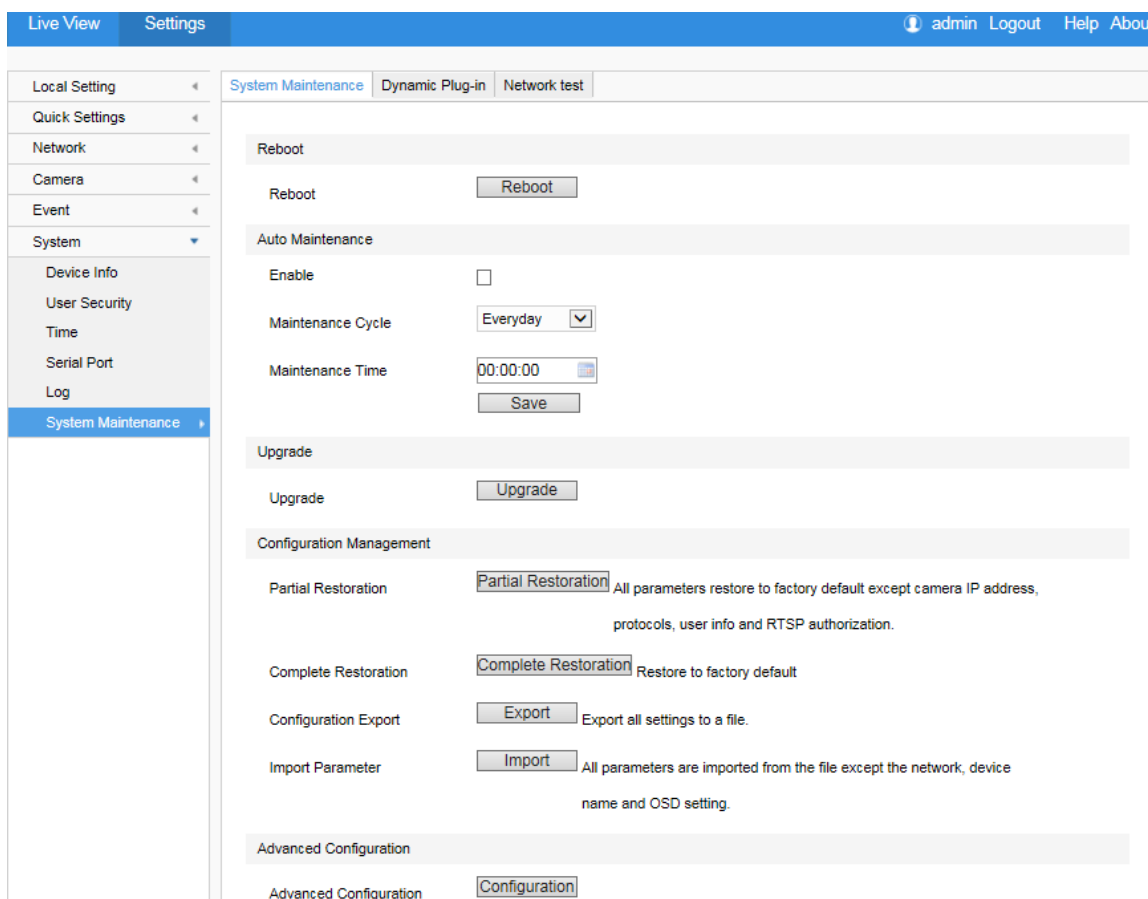 Live View Settings admin Logout Help Abou
Local Setting
Quick Settings
Network
Camera
Event
System
Device Info
User Security
Time
Serial Port
Log
System Maintenance
System Maintenance Dynamic Plug-in Network test
Reboot
Reboot Reboot
Auto Maintenance
Enable
Maintenance Cycle Everyday
Maintenance Time 00:00:00
Save
Upgrade
Upgrade Upgrade
Configuration Management
Partial Restoration Partial Restoration All parameters restore to factory default except camera IP address,
protocols, user info and RTSP authorization.
Complete Restoration Complete Restoration Restore to factory default
Configuration Export Export Export all settings to a file.
Import Parameter Import All parameters are imported from the file except the network, device
name and OSD setting.
Advanced Configuration
Advanced Configuration Configuration